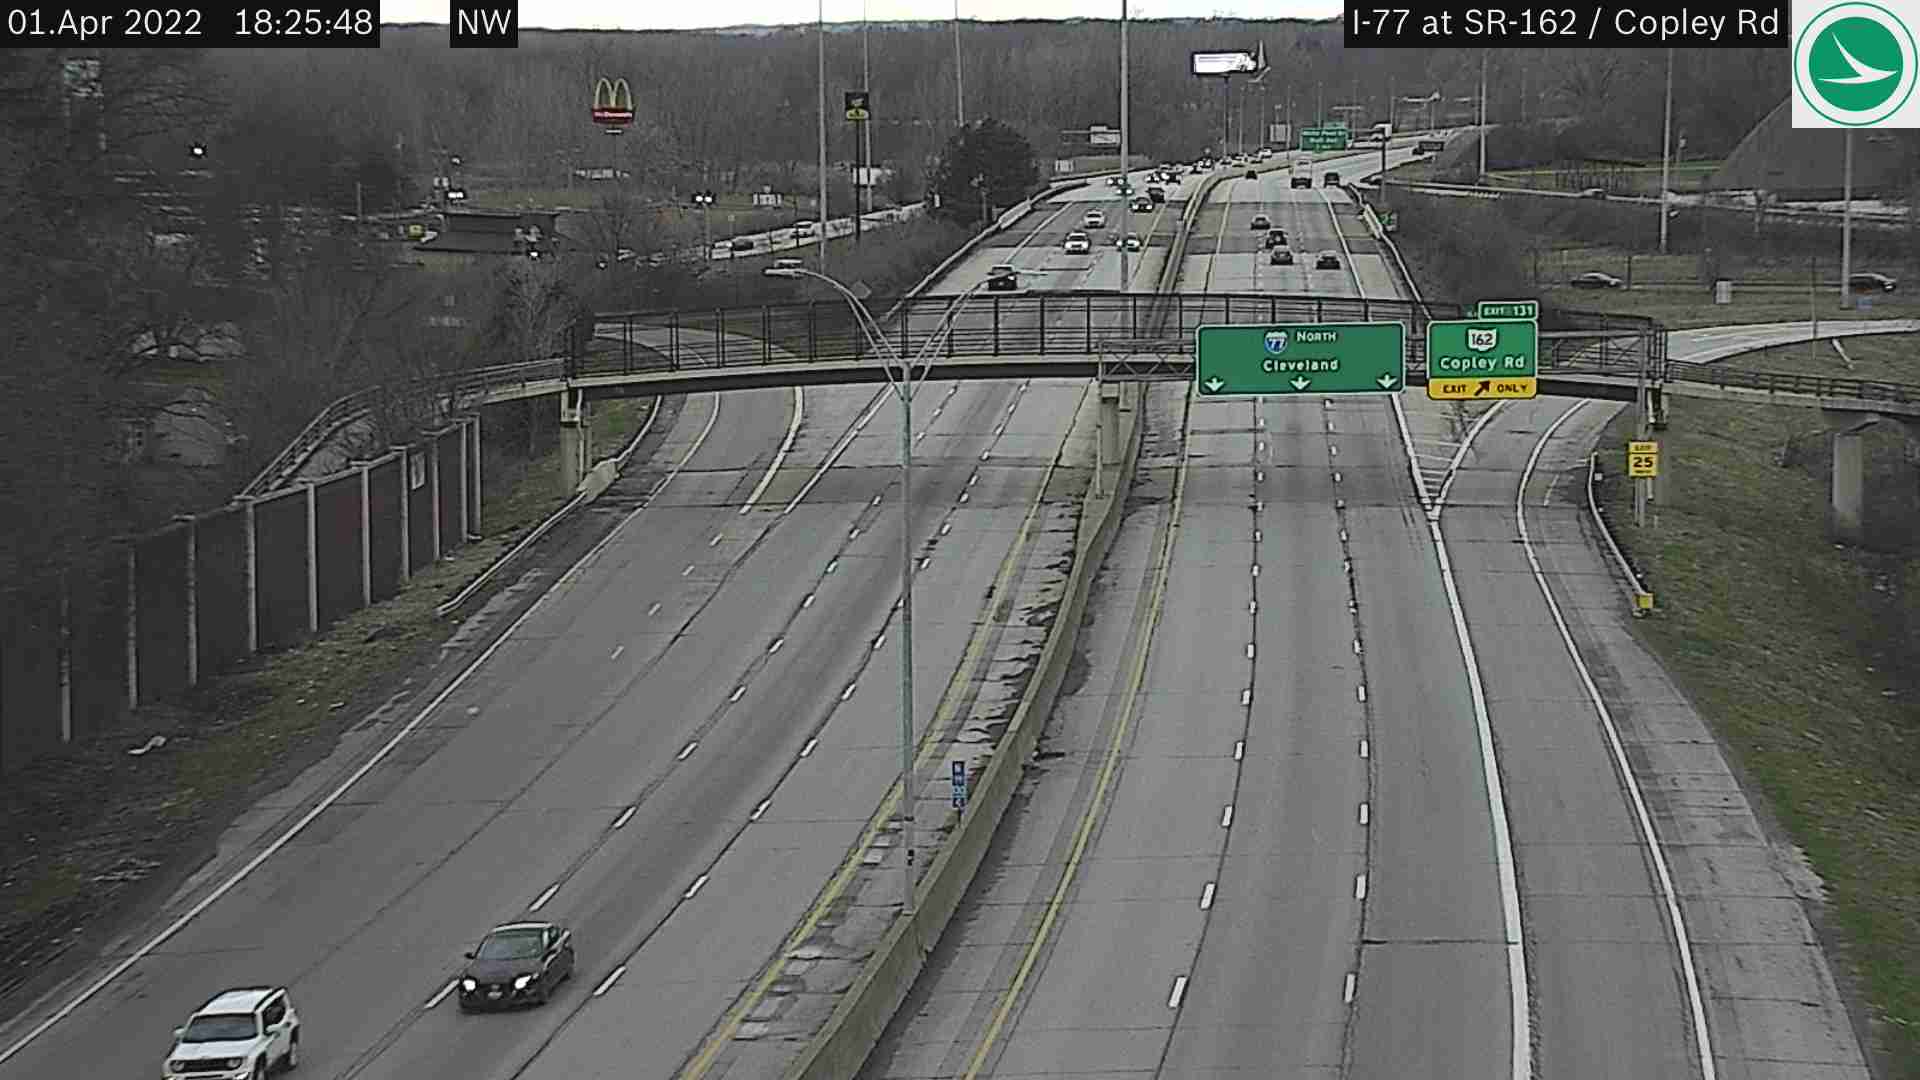 01.Apr 2022 18:25:48
NW
I-77 at SR-162 / Copley Rd
McDonald's
EXIT 131
77 NORTH
Cleveland
162
Copley Rd
EXIT ONLY
EXIT
25